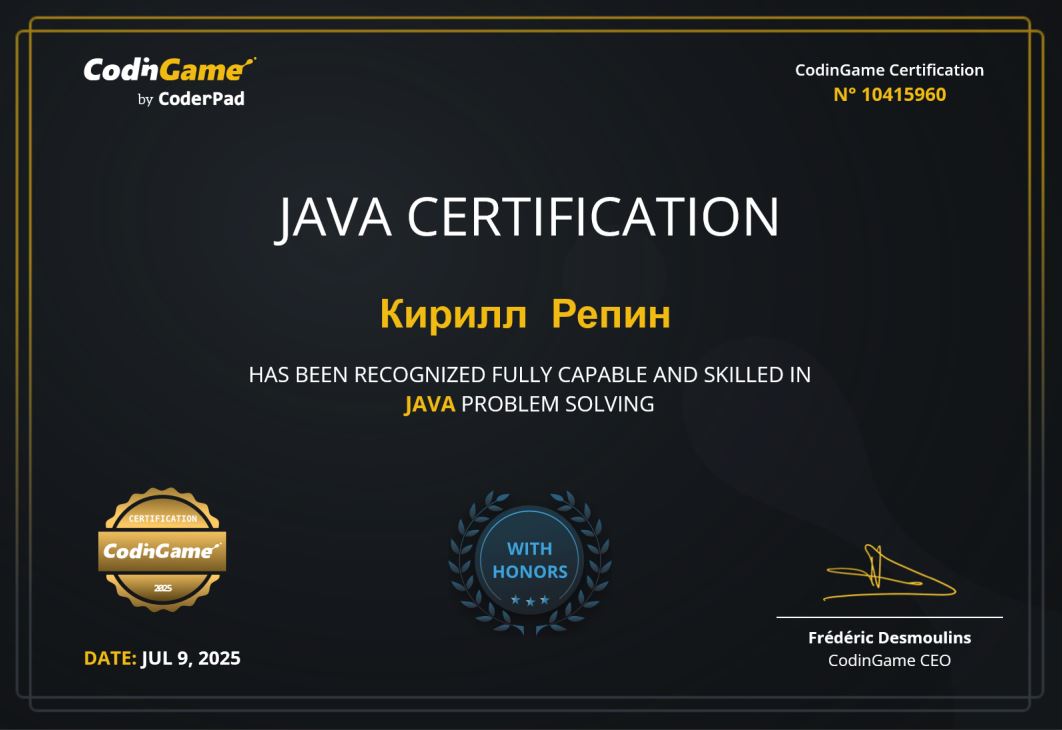 CodinGame
by CoderPad
CodinGame Certification
N° 10415960
JAVA CERTIFICATION
Кирилл Репин
HAS BEEN RECOGNIZED FULLY CAPABLE AND SKILLED IN
JAVA PROBLEM SOLVING
CERTIFICATION
CodinGame
2025
WITH
HONORS
DATE: JUL 9, 2025
Frédéric Desmoulins
CodinGame CEO